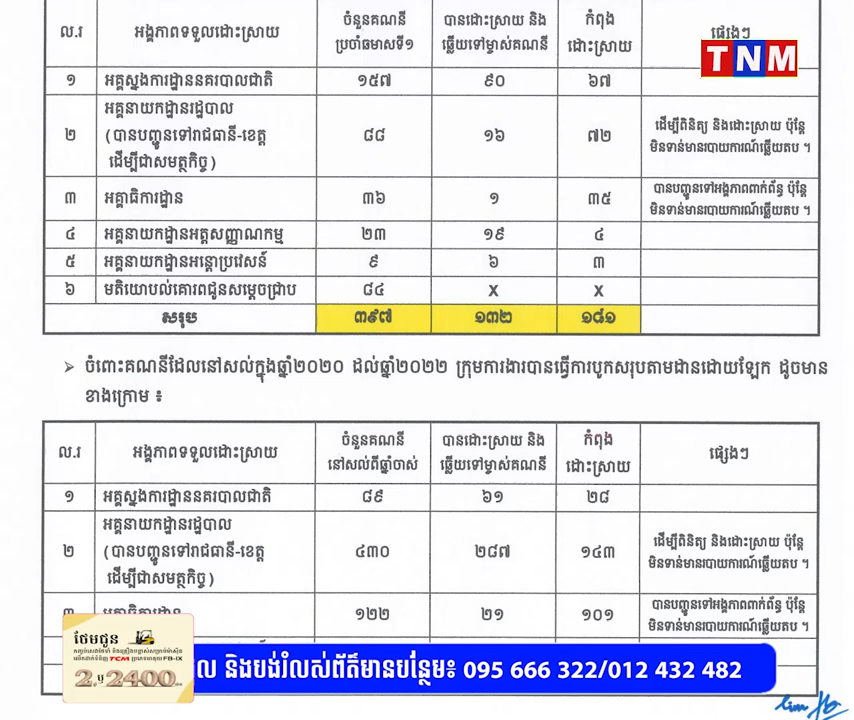 ល.រ អង្គភាពទទួលដោះស្រាយ ចំនួនគណនី ប្រចាំឆមាសទី១ បានដោះស្រាយ និង ឆ្លើយទៅម្ចាស់គណនី កំពុង ដោះស្រាយ ផ្សេងៗ
TNM
១ អគ្គស្នងការដ្ឋាននគរបាលជាតិ ១៥៧ ៩០ ៦៧
២ អគ្គនាយកដ្ឋានរដ្ឋបាល
(បានបញ្ជូនទៅរាជធានី-ខេត្ត
ដើម្បីជាសមត្ថកិច្ច) ៨៨ ១៦ ៧២ ដើម្បីពិនិត្យ និងដោះស្រាយ ប៉ុន្តែ
មិនទាន់មានរបាយការណ៍ឆ្លើយតប ។
៣ អគ្គាធិការដ្ឋាន ៣៦ ១ ៣៥ បានបញ្ជូនទៅអង្គភាពពាក់ព័ន្ធ ប៉ុន្តែ
មិនទាន់មានរបាយការណ៍ឆ្លើយតប ។
៤ អគ្គនាយកដ្ឋានអត្តសញ្ញាណកម្ម ២៣ ១៩ ៤
៥ អគ្គនាយកដ្ឋានអន្តោប្រវេសន៍ ៩ ៦ ៣
៦ មតិយោបល់គោរពជូនសម្តេចជ្រាប ៨៤ X X
សរុប ៣៩៧ ១៣២ ១៨១
➢ ចំពោះគណនីដែលនៅសល់ក្នុងឆ្នាំ២០២០ ដល់ឆ្នាំ២០២២ ក្រុមការងារបានធ្វើការបូកសរុបតាមដានដោយឡែក ដូចមាន
ខាងក្រោម ៖
ល.រ អង្គភាពទទួលដោះស្រាយ ចំនួនគណនី នៅសល់ពីឆ្នាំចាស់ បានដោះស្រាយ និង ឆ្លើយទៅម្ចាស់គណនី កំពុង ដោះស្រាយ ផ្សេងៗ
១ អគ្គស្នងការដ្ឋាននគរបាលជាតិ ៨៩ ៦១ ២៨
២ អគ្គនាយកដ្ឋានរដ្ឋបាល
(បានបញ្ជូនទៅរាជធានី-ខេត្ត
ដើម្បីជាសមត្ថកិច្ច) ៤៣០ ២៨៧ ១៤៣ ដើម្បីពិនិត្យ និងដោះស្រាយ ប៉ុន្តែ
មិនទាន់មានរបាយការណ៍ឆ្លើយតប ។
៣ អគ្គាធិការដ្ឋាន ១២២ ២១ ១០១ បានបញ្ជូនទៅអង្គភាពពាក់ព័ន្ធ ប៉ុន្តែ
មិនទាន់មានរបាយការណ៍ឆ្លើយតប ។
ថែមជូន
TCM FB-IX
2 ឬ 2400
ល និងបង់រំលស់ព័ត៌មានបន្ថែម៖ 095 666 322/012 432 482